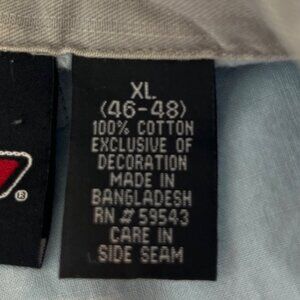 XL
(46-48)
100% COTTON
EXCLUSIVE OF
DECORATION
MADE IN
BANGLADESH
RN # 59543
CARE IN
SIDE SEAM
®